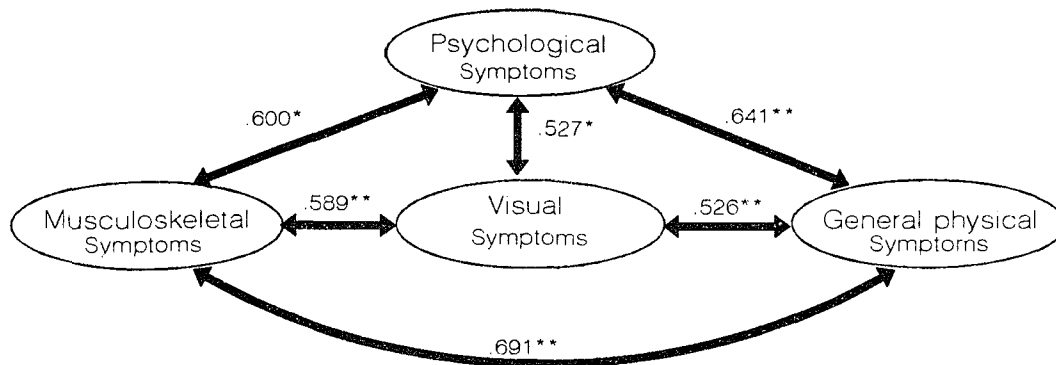 Psychological
Symptoms
.600*
.527*
.641**
Musculoskeletal
Symptoms
.589**
Visual
Symptoms
.526**
General physical
Symptoms
.691**